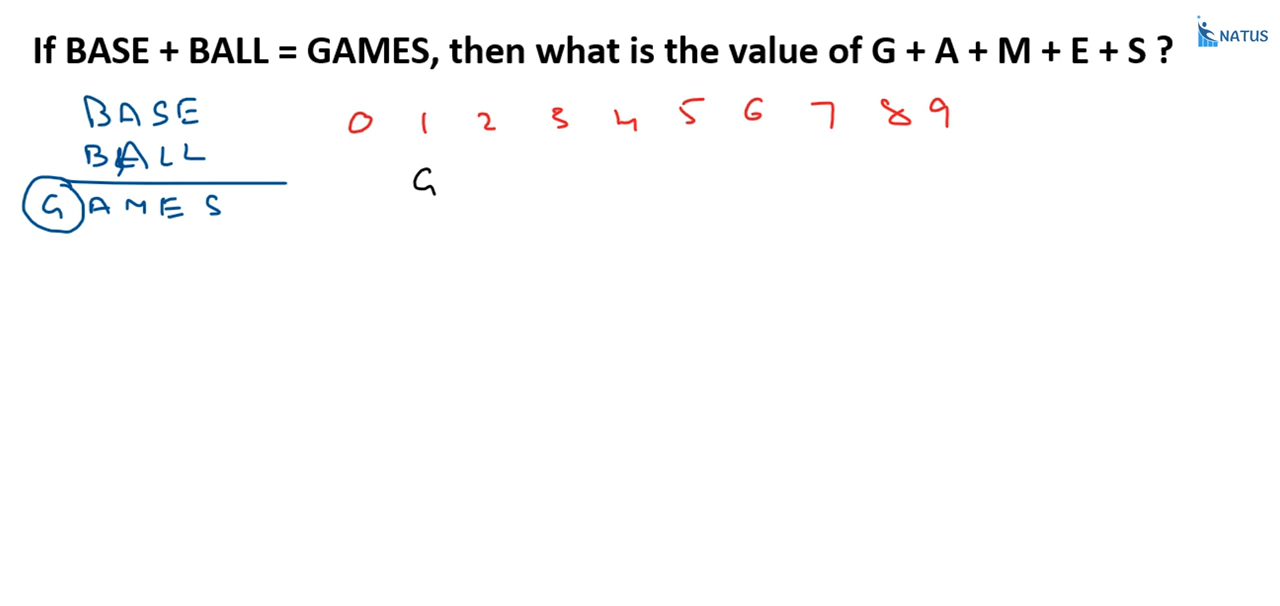 NATUS
If BASE + BALL = GAMES, then what is the value of G + A + M + E + S ?
BASE
0 1 2 3 4 5 6 7 8 9
BALL
G
GAMES